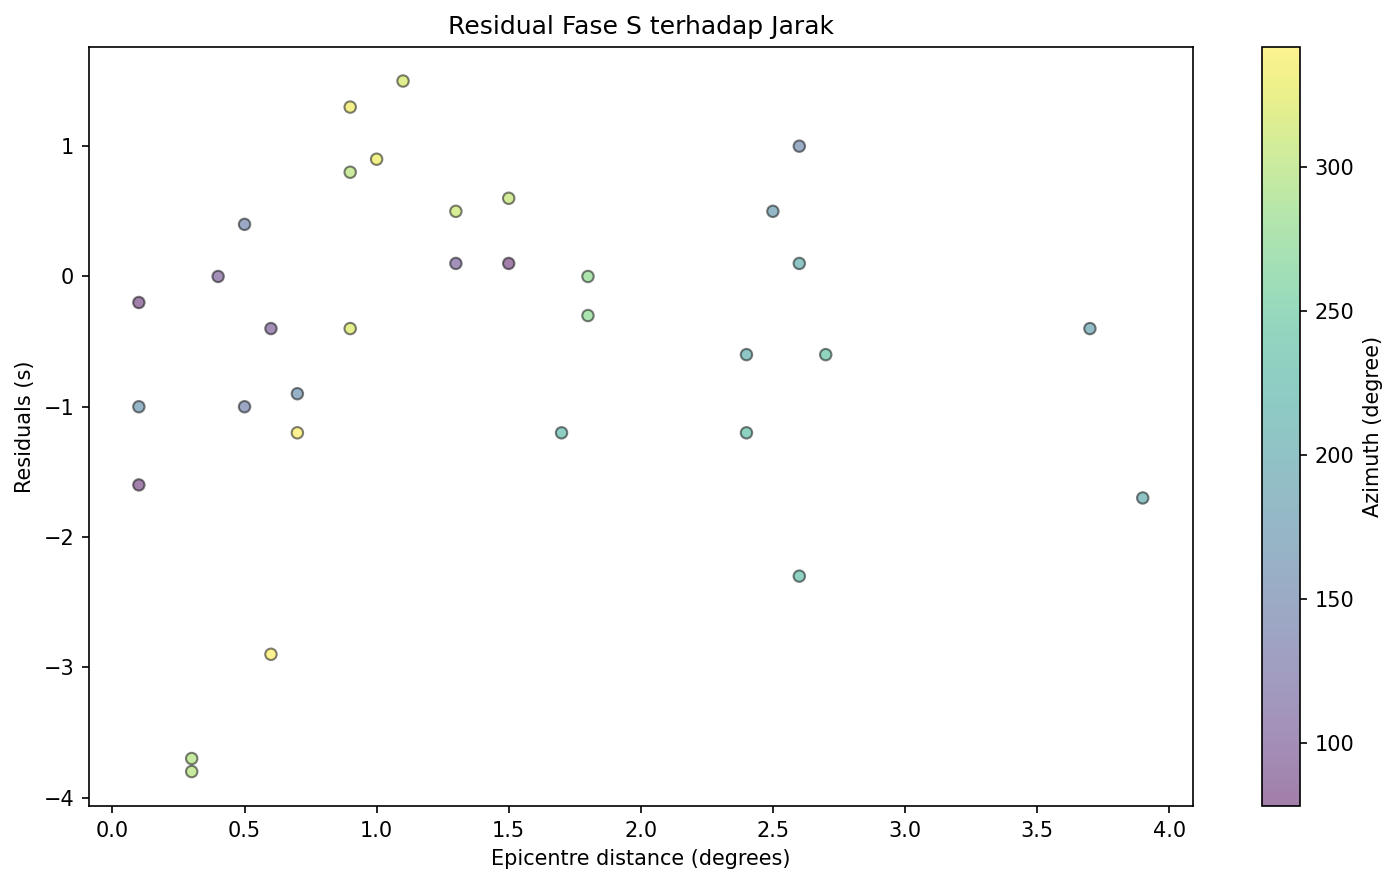 Residual Fase S terhadap Jarak
Residuals (s)
1
0
−1
−2
−3
−4
0.0 0.5 1.0 1.5 2.0 2.5 3.0 3.5 4.0
Epicentre distance (degrees)
300
250
200
150
100
Azimuth (degree)